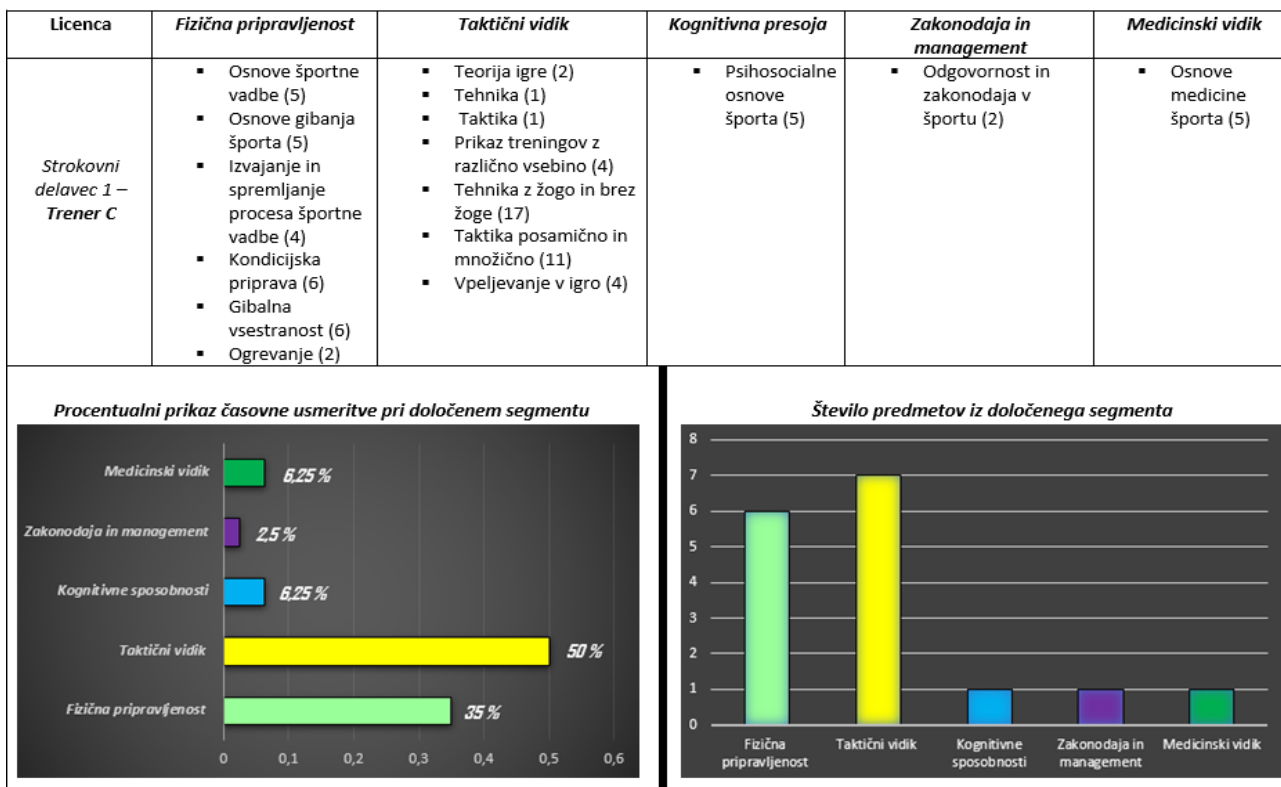 Licenca
Fizična pripravljenost
Taktični vidik
Kognitivna presoja
Zakonodaja in
management
Medicinski vidik
Strokovni
delavec 1 –
Trener C
▪ Osnove športne
vadbe (5)
▪ Osnove gibanja
športa (5)
▪ Izvajanje in
spremljanje
procesa športne
vadbe (4)
▪ Kondicijska
priprava (6)
▪ Gibalna
vsestranost (6)
▪ Ogrevanje (2)
▪ Teorija igre (2)
▪ Tehnika (1)
▪ Taktika (1)
▪ Prikaz treningov z
različno vsebino (4)
▪ Tehnika z žogo in brez
žoge (17)
▪ Taktika posamično in
množično (11)
▪ Vpeljevanje v igro (4)
▪ Psihosocialne
osnove
športa (5)
▪ Odgovornost in
zakonodaja v
športu (2)
▪ Osnove
medicine
športa (5)
Procentualni prikaz časovne usmeritve pri določenem segmentu
Medicinski vidik
6,25 %
Zakonodaja in management
2,5 %
Kognitivne sposobnosti
6,25 %
Taktični vidik
50 %
Fizična pripravljenost
35 %
0 0,1 0,2 0,3 0,4 0,5 0,6
Število predmetov iz določenega segmenta
8
7
6
5
4
3
2
1
0
Fizična
pripravljenost
Taktični vidik
Kognitivne
sposobnosti
Zakonodaja in
management
Medicinski vidik